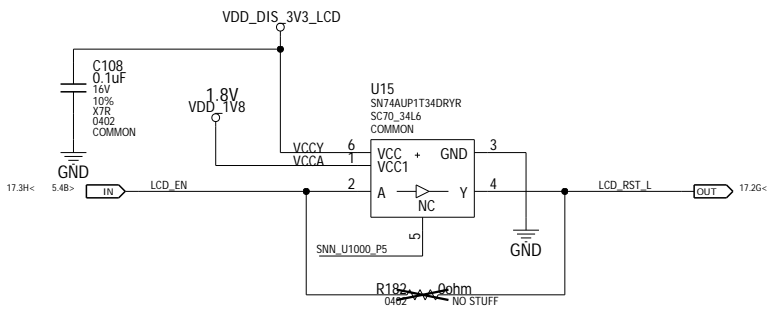 VDD_DIS_3V3_LCD
C108
0.1uF
16V
10%
X7R
0402
COMMON
GND
1.8V
VDD_1V8
U15
SN74AUP1T34DRYR
SC70_34L6
COMMON
VCCY 6 VCC + GND 3
VCCA 1 VCC1
17.3H< 5.4B> IN LCD_EN 2 A Y 4 LCD_RST_L OUT 17.2G<
NC
5
SNN_U1000_P5
GND
R182 0ohm
0402 NO STUFF